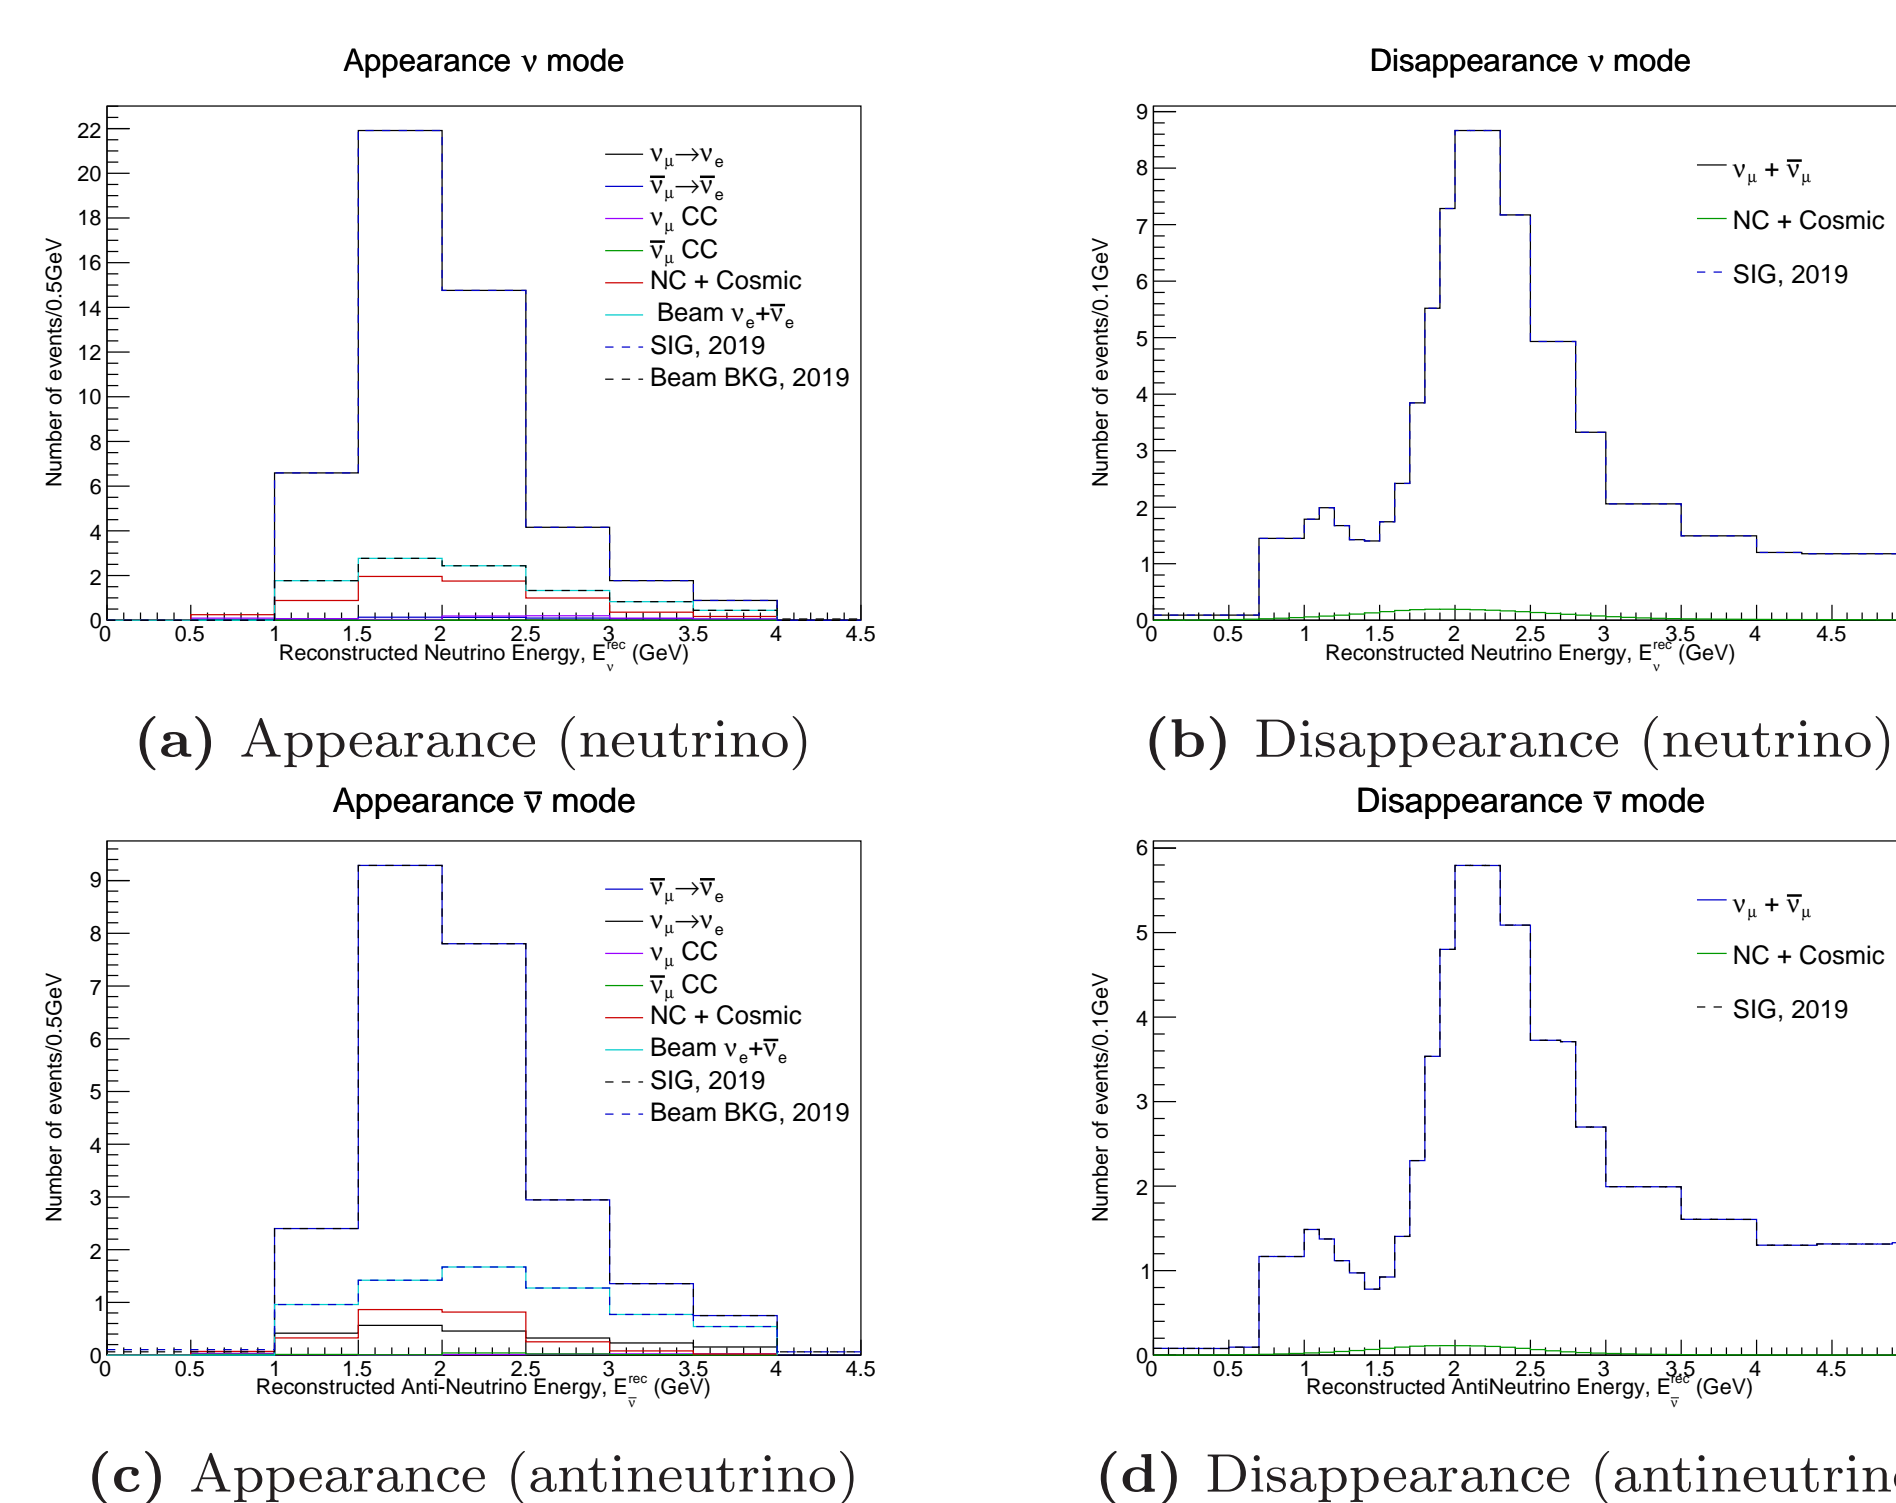 Appearance ν mode
Number of events/0.5GeV
22
20
18
16
14
12
10
8
6
4
2
0
ν_μ→ν_e
ν̅_μ→ν̅_e
ν_μ CC
ν̅_μ CC
NC + Cosmic
Beam ν_e+ν̅_e
SIG, 2019
Beam BKG, 2019
0 0.5 1 1.5 2 2.5 3 3.5 4 4.5
Reconstructed Neutrino Energy, E_ν^rec (GeV)
(a) Appearance (neutrino)
Disappearance ν mode
Number of events/0.1GeV
9
8
7
6
5
4
3
2
1
0
ν_μ + ν̅_μ
NC + Cosmic
SIG, 2019
0 0.5 1 1.5 2 2.5 3 3.5 4 4.5
Reconstructed Neutrino Energy, E_ν^rec (GeV)
(b) Disappearance (neutrino)
Appearance ν̅ mode
Number of events/0.5GeV
9
8
7
6
5
4
3
2
1
0
ν̅_μ→ν̅_e
ν_μ→ν_e
ν_μ CC
ν̅_μ CC
NC + Cosmic
Beam ν_e+ν̅_e
SIG, 2019
Beam BKG, 2019
0 0.5 1 1.5 2 2.5 3 3.5 4 4.5
Reconstructed Anti-Neutrino Energy, E_ν̅^rec (GeV)
(c) Appearance (antineutrino)
Disappearance ν̅ mode
Number of events/0.1GeV
6
5
4
3
2
1
0
ν_μ + ν̅_μ
NC + Cosmic
SIG, 2019
0 0.5 1 1.5 2 2.5 3 3.5 4 4.5
Reconstructed AntiNeutrino Energy, E_ν̅^rec (GeV)
(d) Disappearance (antineutrin